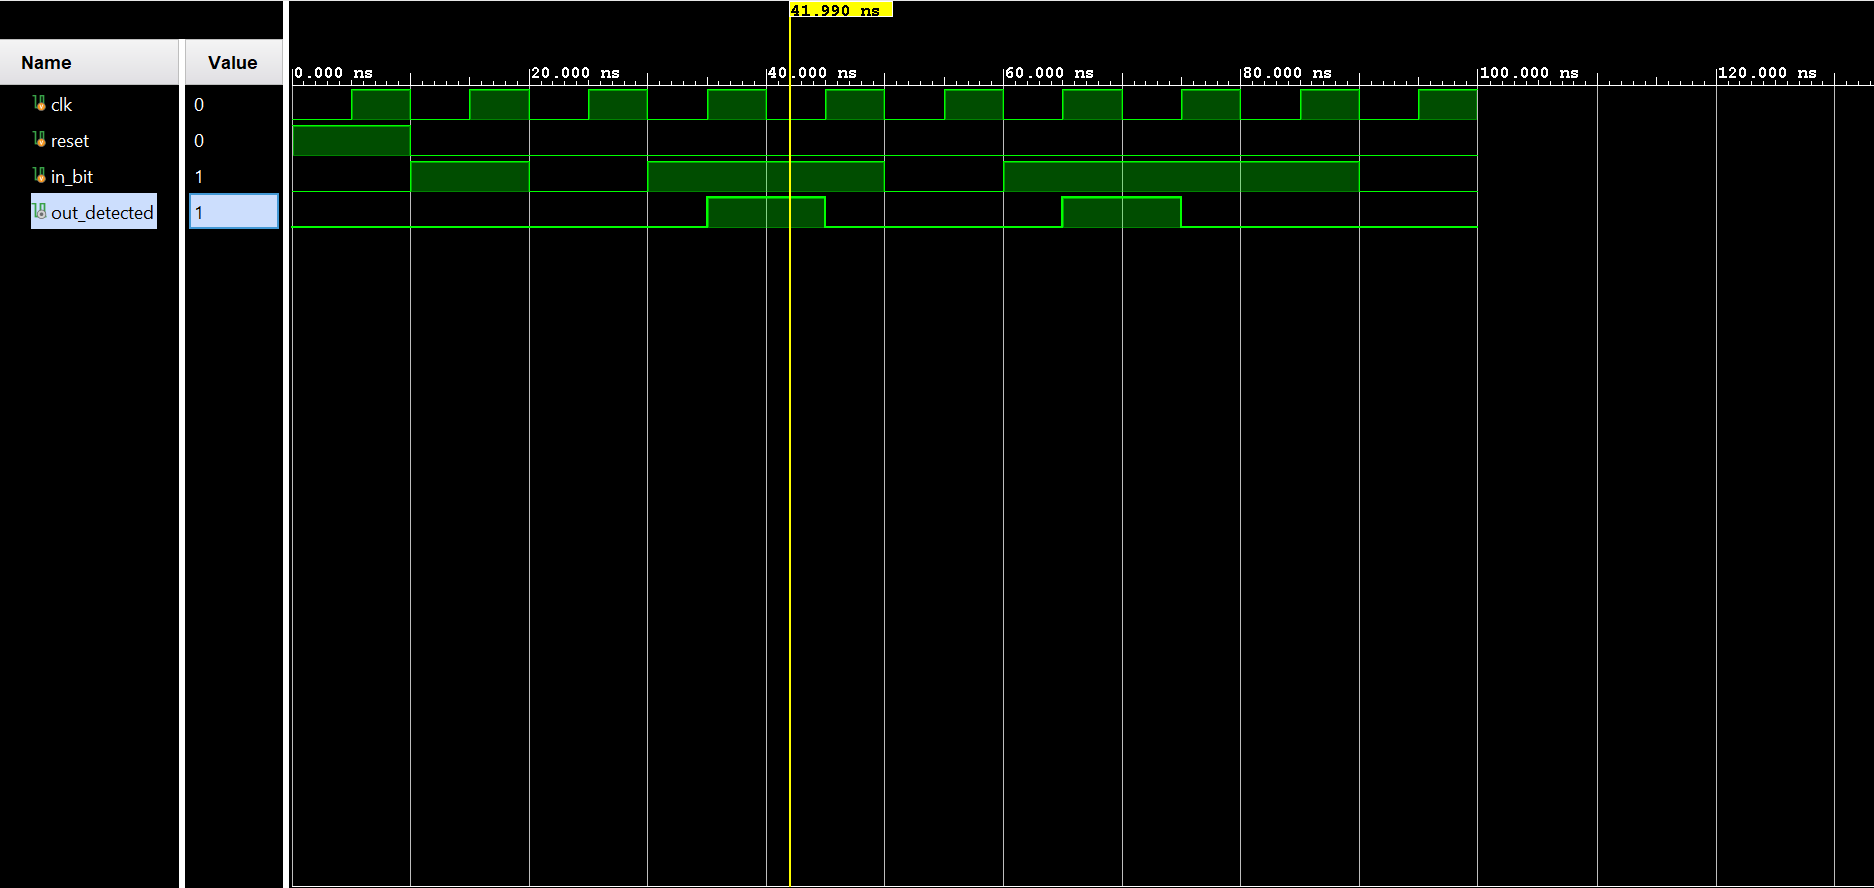 41.990 ns
Name Value
0.000 ns 20.000 ns 40.000 ns 60.000 ns 80.000 ns 100.000 ns 120.000 ns
clk 0
reset 0
in_bit 1
out_detected 1